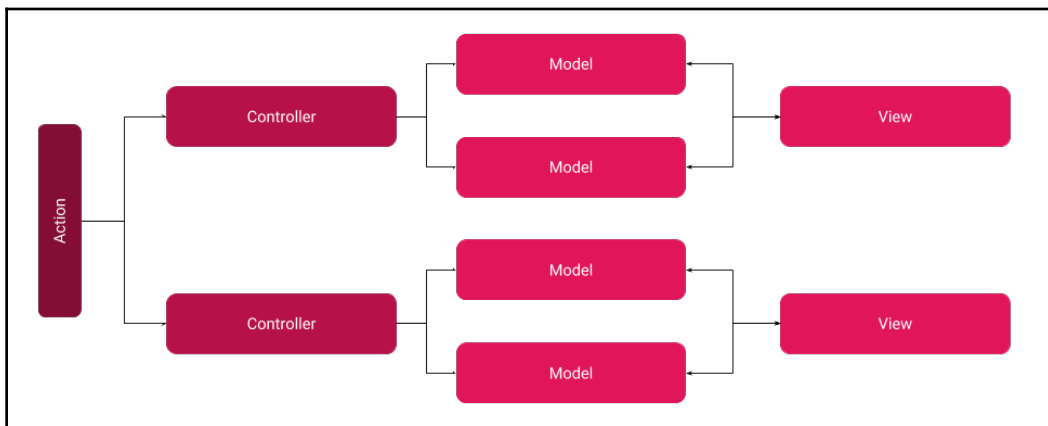 Action
Controller
Model
Model
View
Controller
Model
Model
View